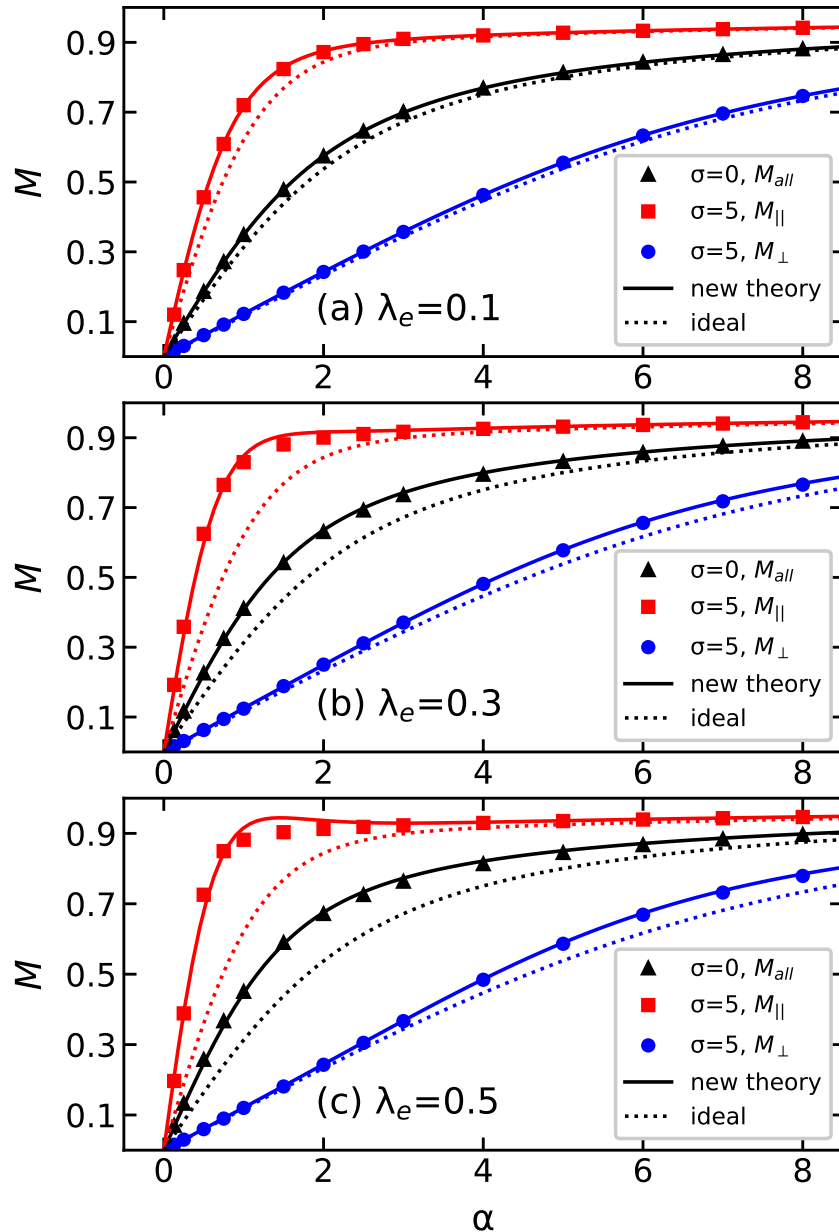 0.9
0.7
M
0.5
0.3
0.1
σ=0, M_all
σ=5, M_||
σ=5, M_⊥
new theory
ideal
(a) λ_e=0.1
0 2 4 6 8
0.9
0.7
M
0.5
0.3
0.1
σ=0, M_all
σ=5, M_||
σ=5, M_⊥
new theory
ideal
(b) λ_e=0.3
0 2 4 6 8
0.9
0.7
M
0.5
0.3
0.1
σ=0, M_all
σ=5, M_||
σ=5, M_⊥
new theory
ideal
(c) λ_e=0.5
0 2 4 6 8
α